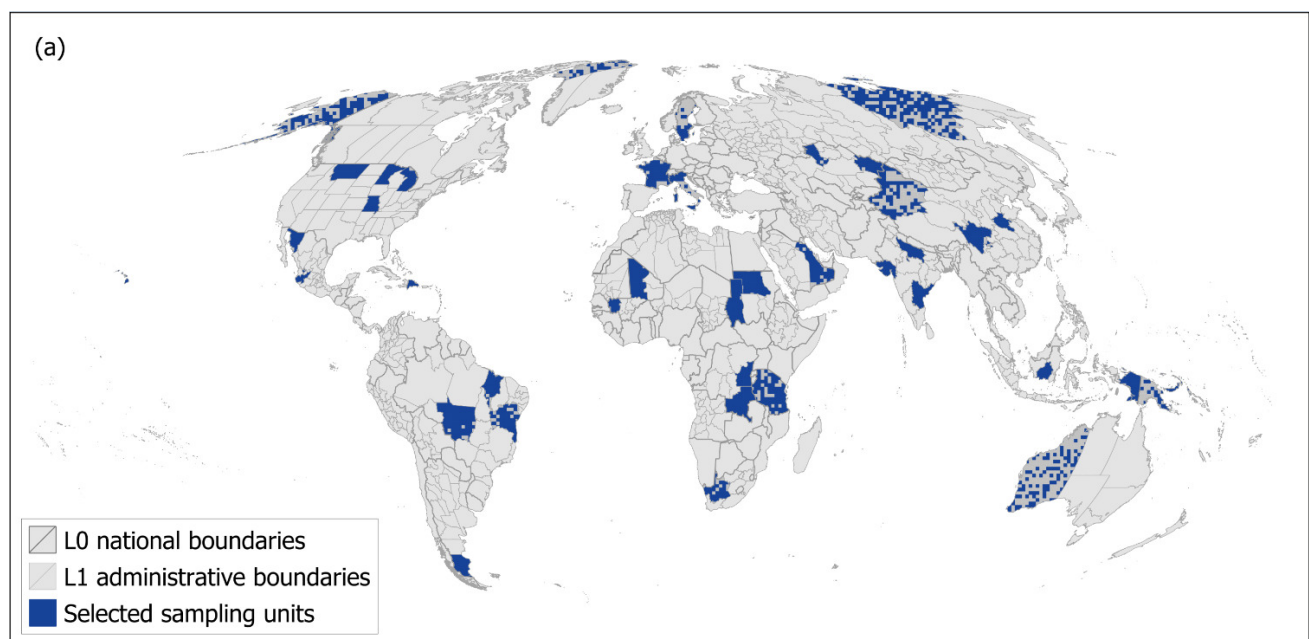 (a)
L0 national boundaries
L1 administrative boundaries
Selected sampling units